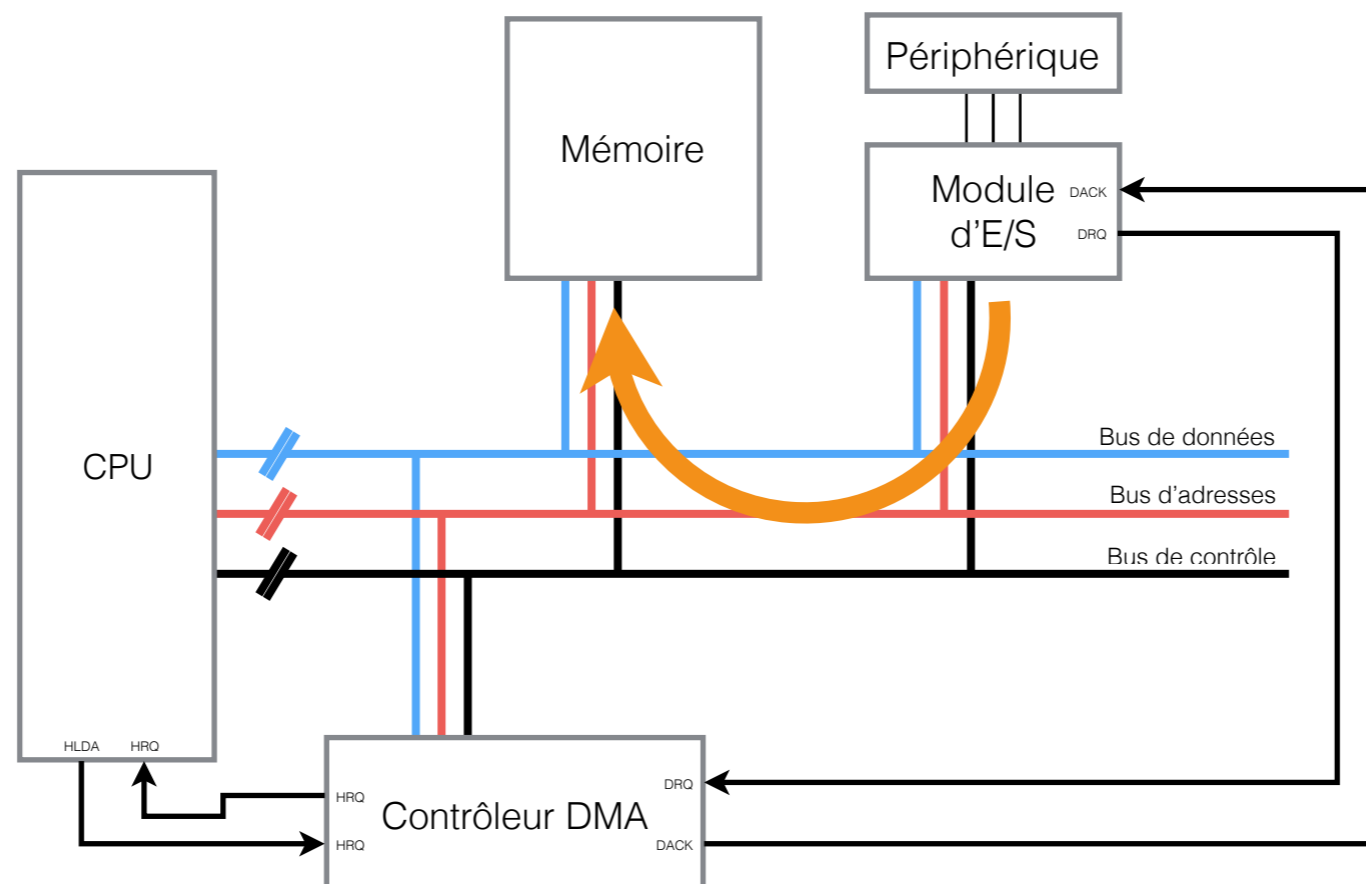 Périphérique
Mémoire
Module
d'E/S
DACK
DRQ
CPU
Bus de données
Bus d'adresses
Bus de contrôle
HLDA
HRQ
HRQ
HRQ
Contrôleur DMA
DRQ
DACK